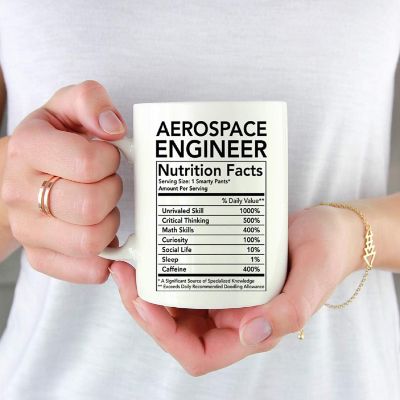 AEROSPACE
ENGINEER
Nutrition Facts
Serving Size: 1 Smarty Pants*
Amount Per Serving
% Daily Value**
Unrivaled Skill 1000%
Critical Thinking 500%
Math Skills 400%
Curiosity 100%
Social Life 10%
Sleep 1%
Caffeine 400%
* A Significant Source of Specialized Knowledge
** Exceeds Daily Recommended Doodling Allowance